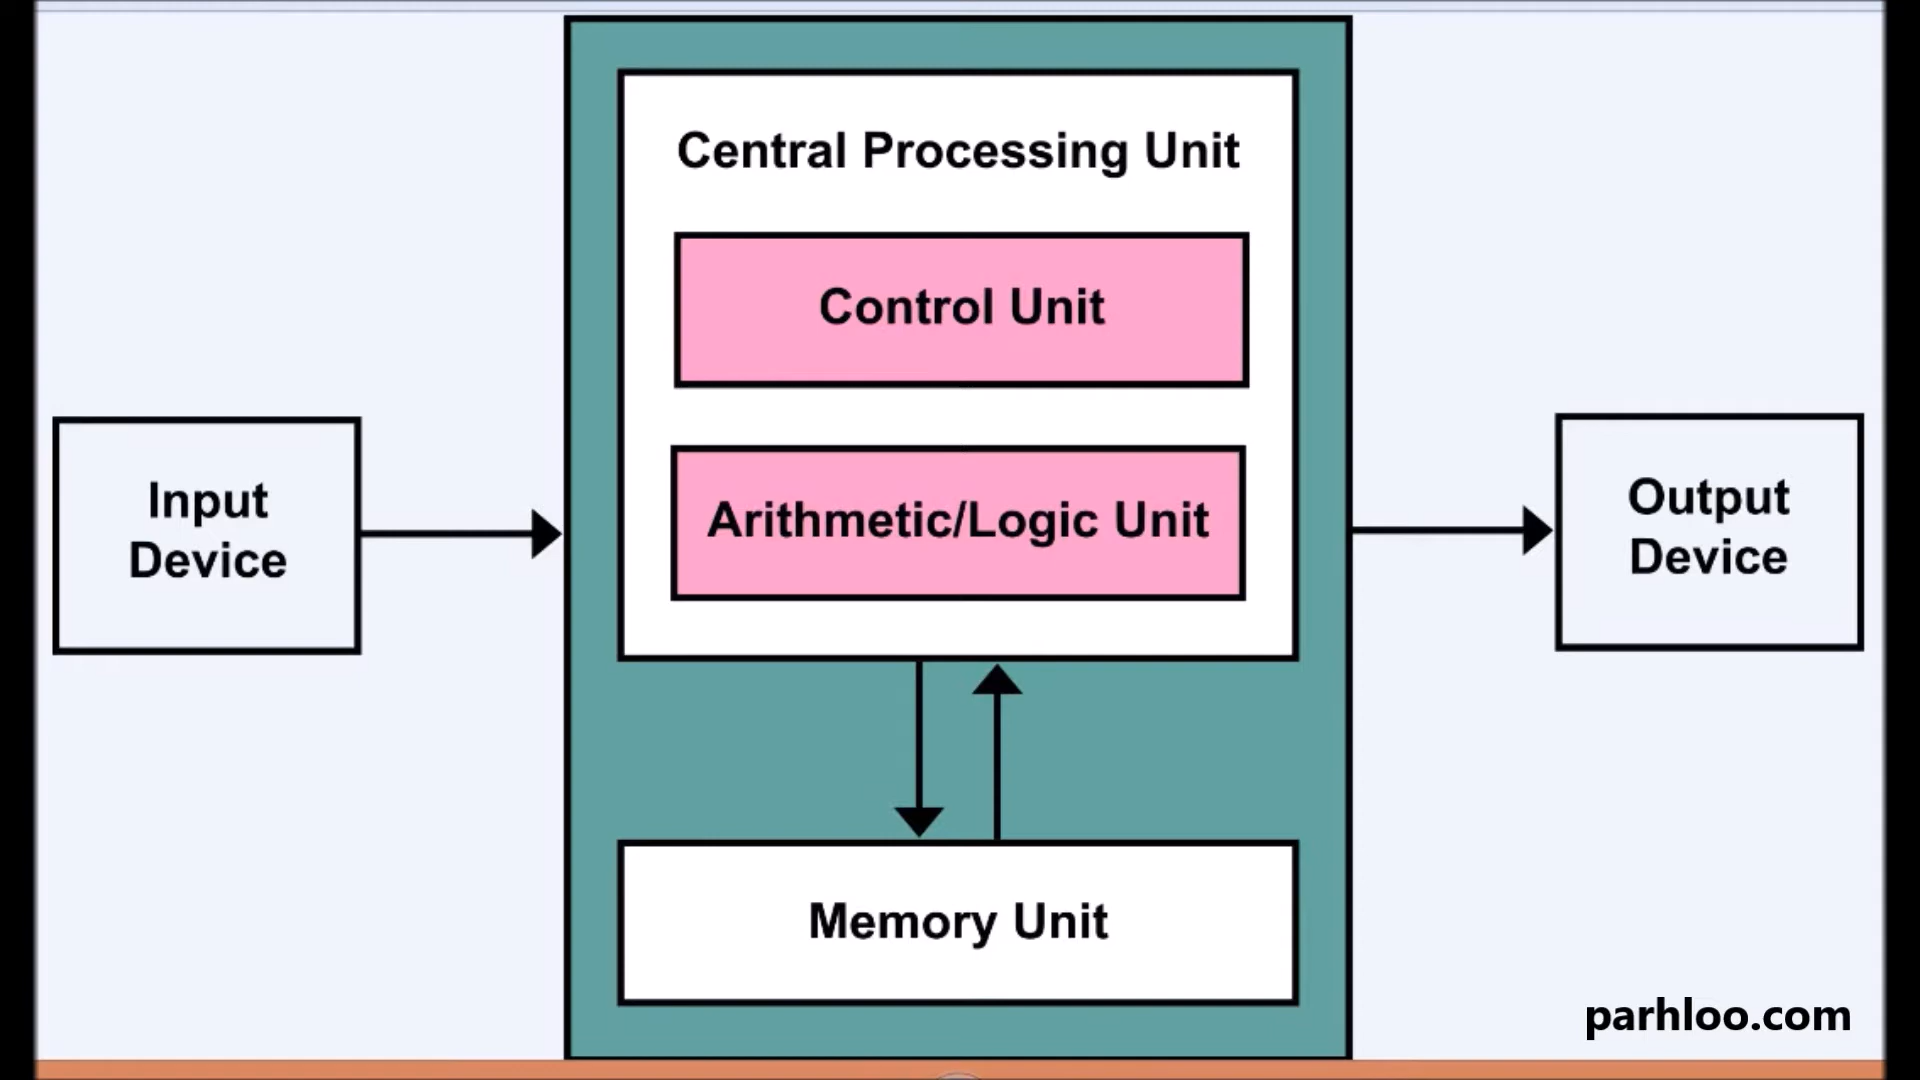 Central Processing Unit
Control Unit
Arithmetic/Logic Unit
Input
Device
Output
Device
Memory Unit
parhloo.com